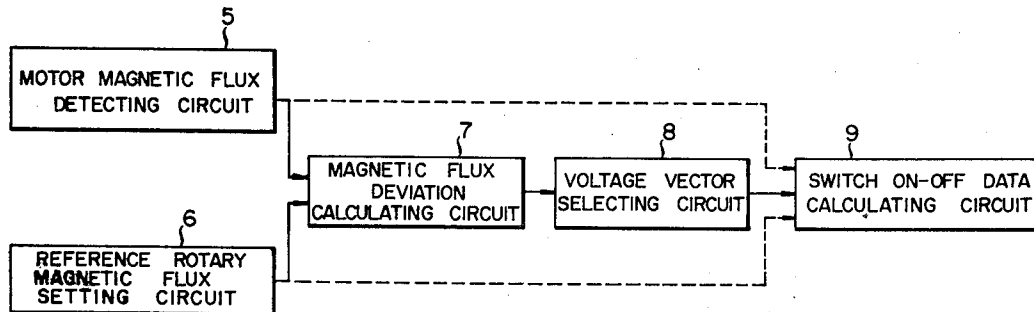 5
MOTOR MAGNETIC FLUX
DETECTING CIRCUIT
7
MAGNETIC FLUX
DEVIATION
CALCULATING CIRCUIT
8
VOLTAGE VECTOR
SELECTING CIRCUIT
9
SWITCH ON-OFF DATA
CALCULATING CIRCUIT
6
REFERENCE ROTARY
MAGNETIC FLUX
SETTING CIRCUIT